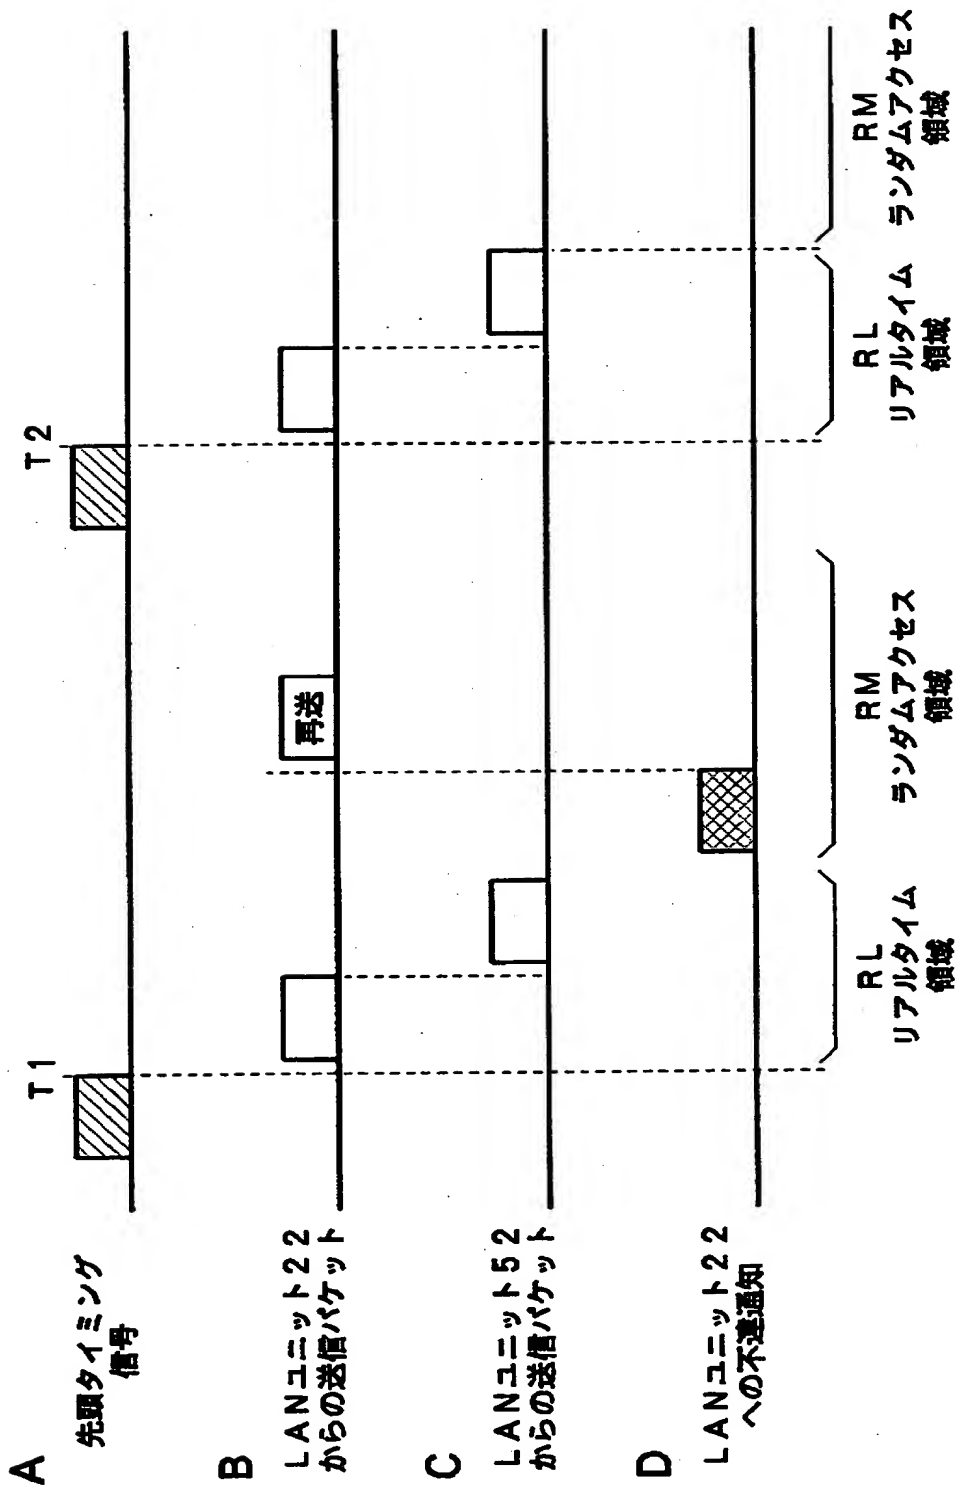 A
先頭タイミング
信号
T1
T2
B
LANユニット22
からの送信パケット
再送
C
LANユニット52
からの送信パケット
D
LANユニット22
への不達通知
RL
リアルタイム
領域
RM
ランダムアクセス
領域
RL
リアルタイム
領域
RM
ランダムアクセス
領域